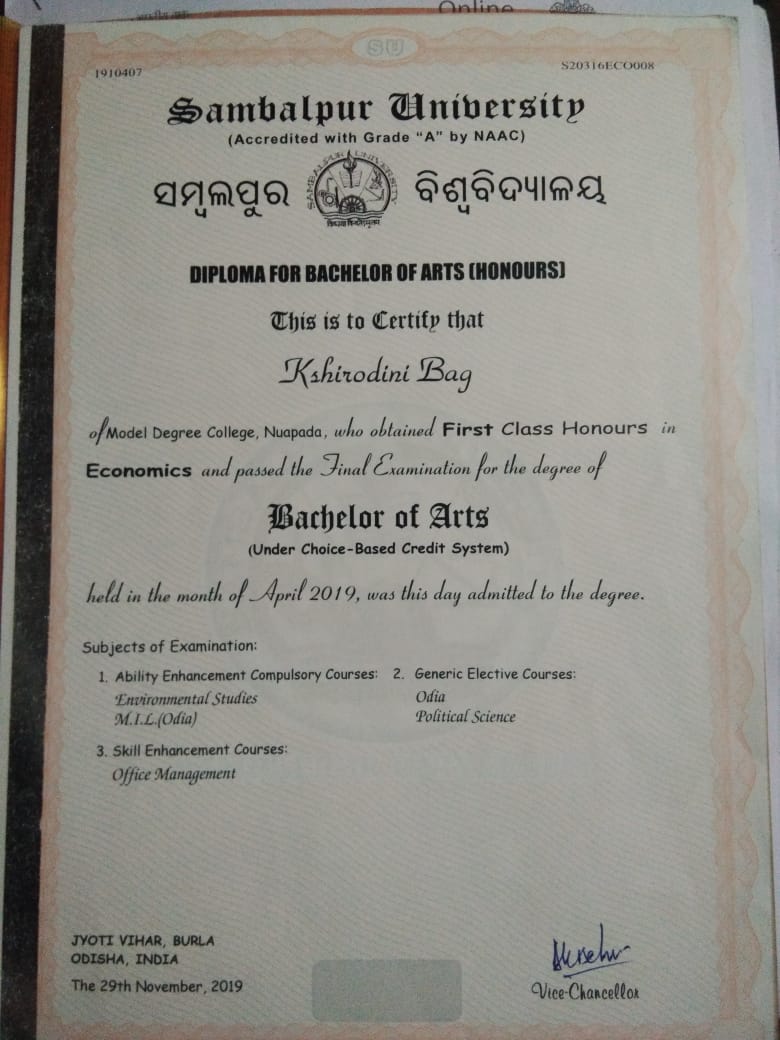 Online
SU
1910407
S20316ECO008
Sambalpur University
(Accredited with Grade "A" by NAAC)
ସମ୍ବଲପୁର ବିଶ୍ୱବିଦ୍ୟାଳୟ
SAMBALPUR UNIVERSITY
DIPLOMA FOR BACHELOR OF ARTS (HONOURS)
This is to Certify that
Kshirodini Bag
of Model Degree College, Nuapada, who obtained First Class Honours in
Economics and passed the Final Examination for the degree of
Bachelor of Arts
(Under Choice-Based Credit System)
held in the month of April 2019, was this day admitted to the degree.
Subjects of Examination:
1. Ability Enhancement Compulsory Courses: 2. Generic Elective Courses:
Environmental Studies Odia
M.I.L.(Odia) Political Science
3. Skill Enhancement Courses:
Office Management
JYOTI VIHAR, BURLA
ODISHA, INDIA
The 29th November, 2019
Vice-Chancellor